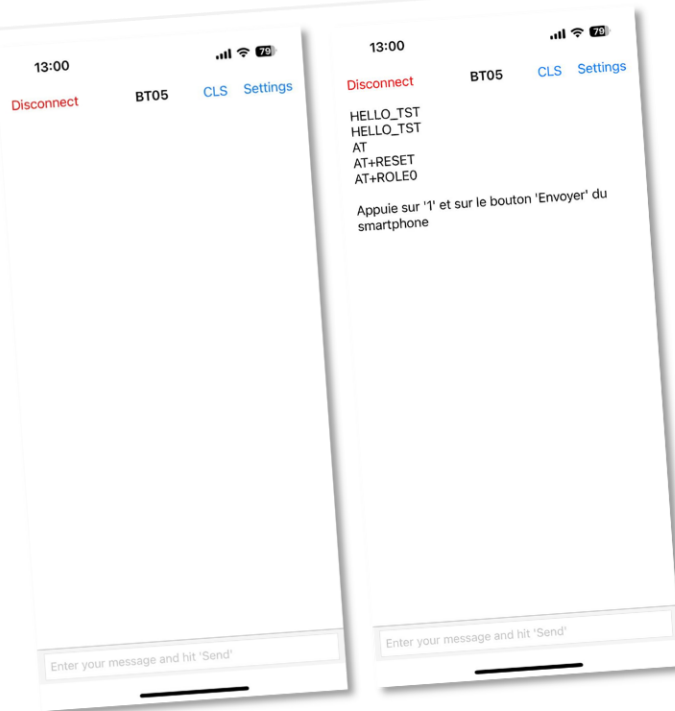 13:00
79
Disconnect BT05 CLS Settings
Enter your message and hit 'Send'
13:00
79
Disconnect BT05 CLS Settings
HELLO_TST
HELLO_TST
AT
AT+RESET
AT+ROLE0
Appuie sur '1' et sur le bouton 'Envoyer' du
smartphone
Enter your message and hit 'Send'